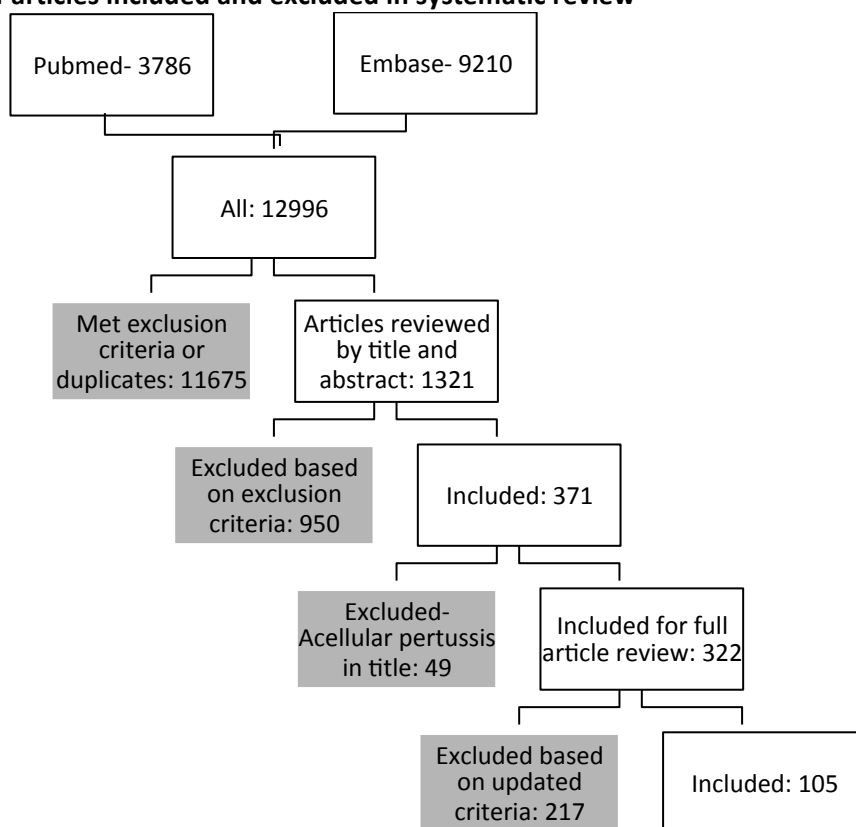 articles included and excluded in systematic review
Pubmed- 3786
Embase- 9210
All: 12996
Met exclusion
criteria or
duplicates: 11675
Articles reviewed
by title and
abstract: 1321
Excluded based
on exclusion
criteria: 950
Included: 371
Excluded-
Acellular pertussis
in title: 49
Included for full
article review: 322
Excluded based
on updated
criteria: 217
Included: 105